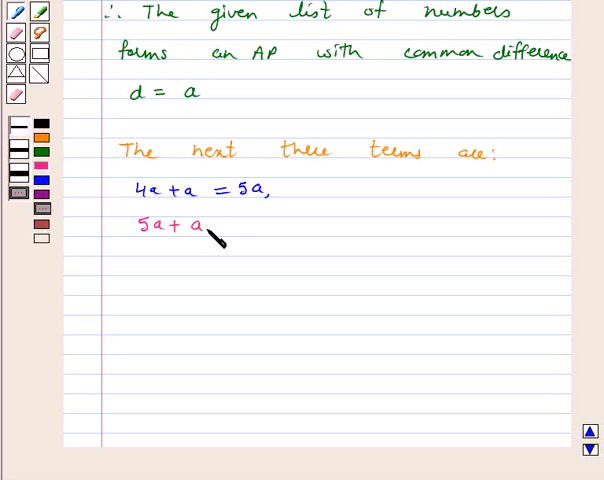 ∴ The given list of numbers
forms an AP with common difference
d = a
The next three terms are:
4a + a = 5a,
5a + a